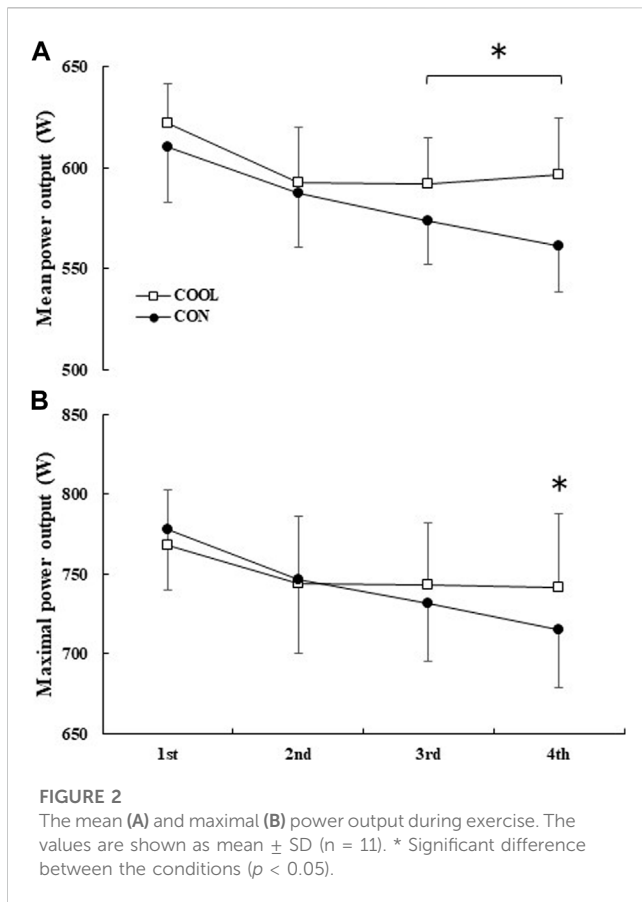 A
*
650
600
550
500
Mean power output (W)
COOL
CON
B
850
800
750
700
650
Maximal power output (W)
*
1st 2nd 3rd 4th
FIGURE 2
The mean (A) and maximal (B) power output during exercise. The
values are shown as mean ± SD (n = 11). * Significant difference
between the conditions (p < 0.05).